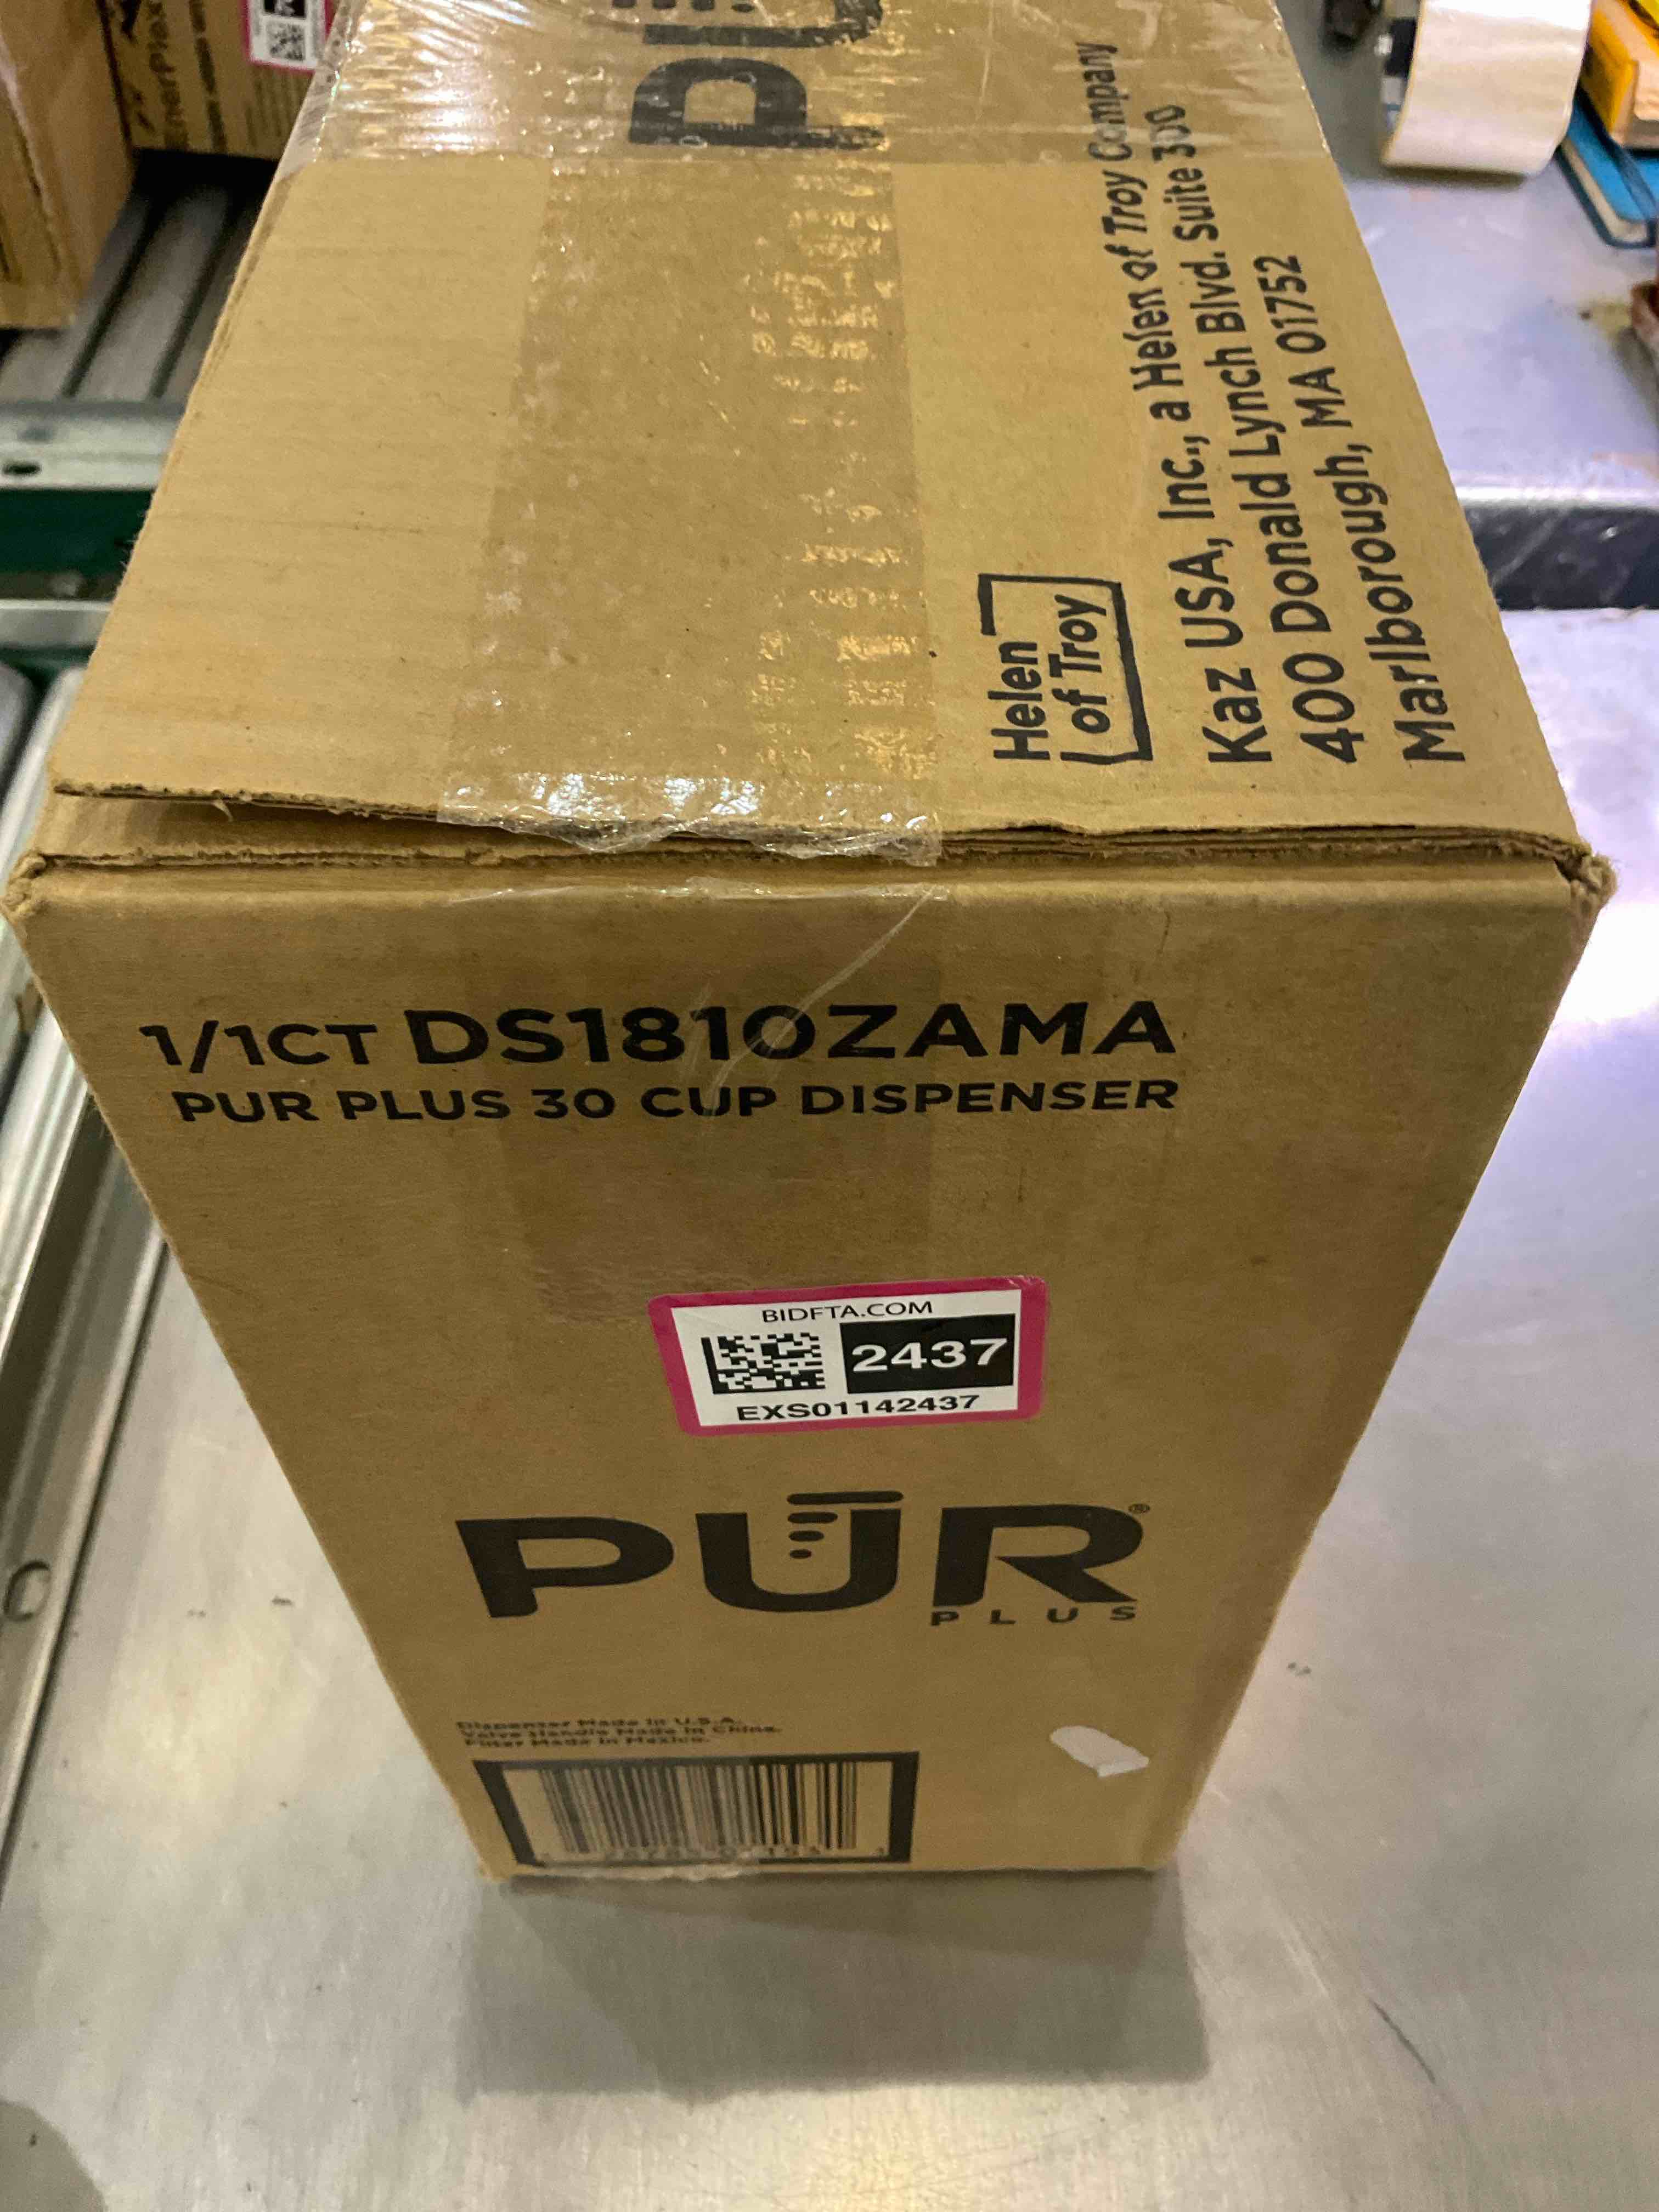 PUR
Helen
of Troy
Kaz USA, Inc., a Helen of Troy Company
400 Donald Lynch Blvd. Suite 300
Marlborough, MA 01752
1/1CT DS1810ZAMA
PUR PLUS 30 CUP DISPENSER
BIDFTA.COM
2437
EXS01142437
PŪR®
PLUS
Dispenser Made in U.S.A.
Valve Handle Made in China.
Filter Made in Mexico.